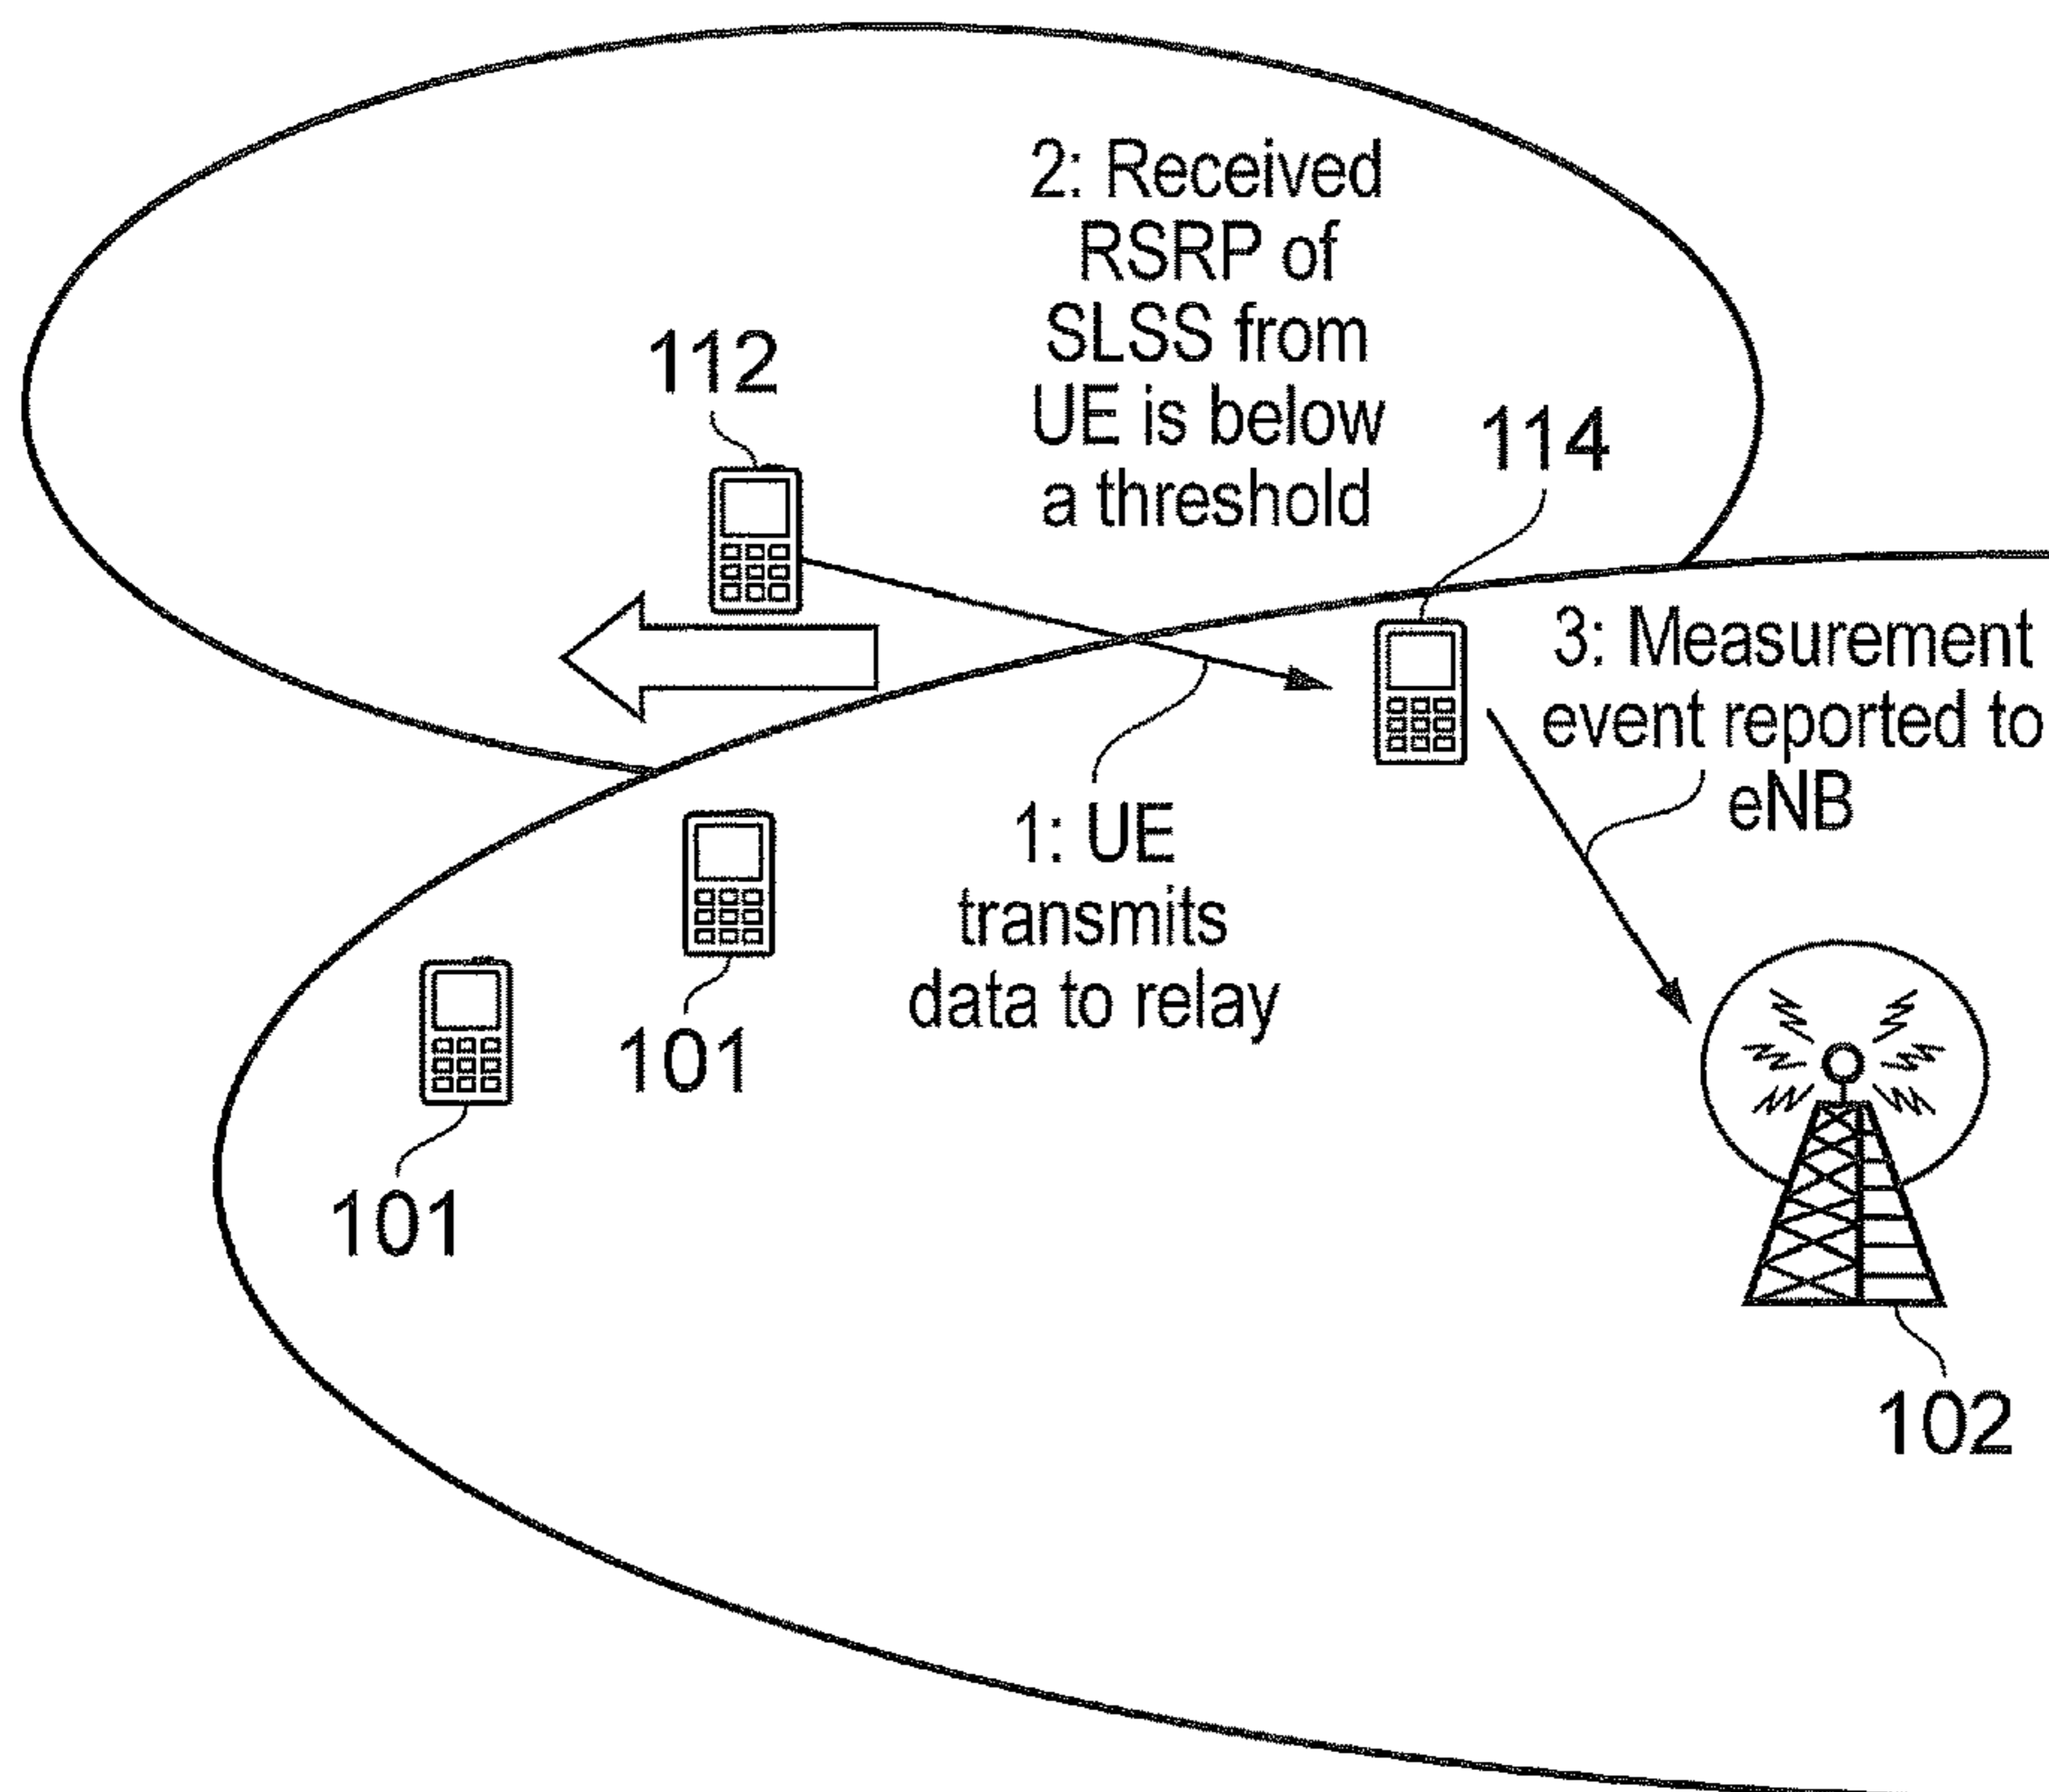 2: Received
RSRP of
SLSS from
UE is below
a threshold
112
114
3: Measurement
event reported to
eNB
1: UE
transmits
data to relay
101
101
102